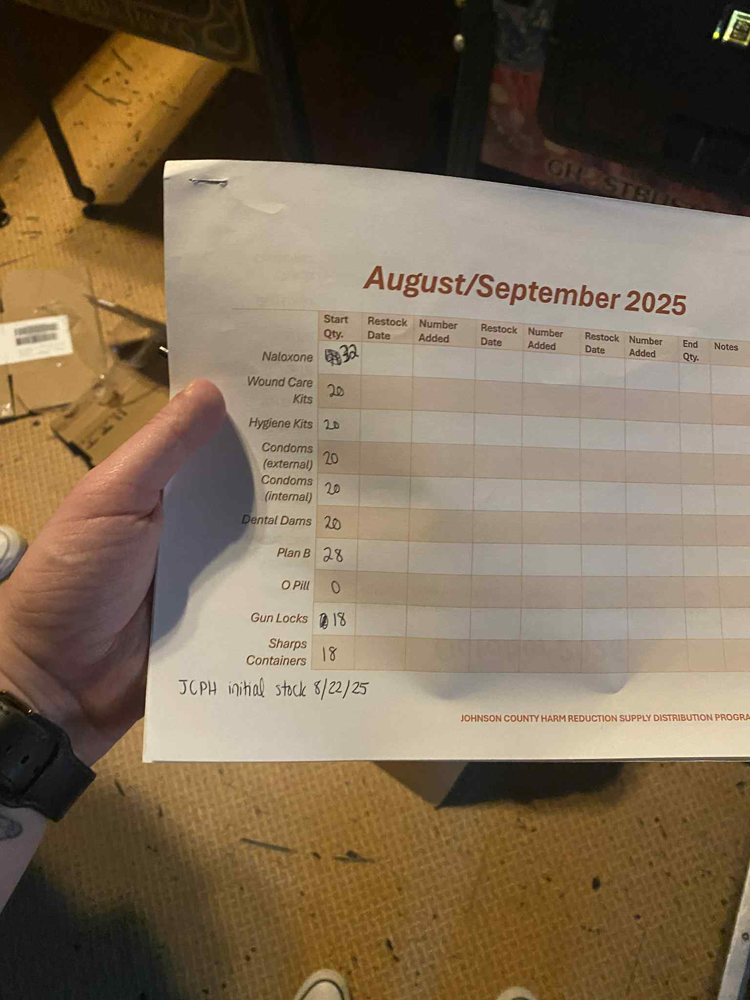 August/September 2025
Start Qty. Restock Date Number Added Restock Date Number Added Restock Date Number Added End Qty. Notes
Naloxone 32
Wound Care Kits 20
Hygiene Kits 20
Condoms (external) 20
Condoms (internal) 20
Dental Dams 20
Plan B 28
O Pill 0
Gun Locks 18
Sharps Containers 18
JCPH initial stock 8/22/25
JOHNSON COUNTY HARM REDUCTION SUPPLY DISTRIBUTION PROGRA